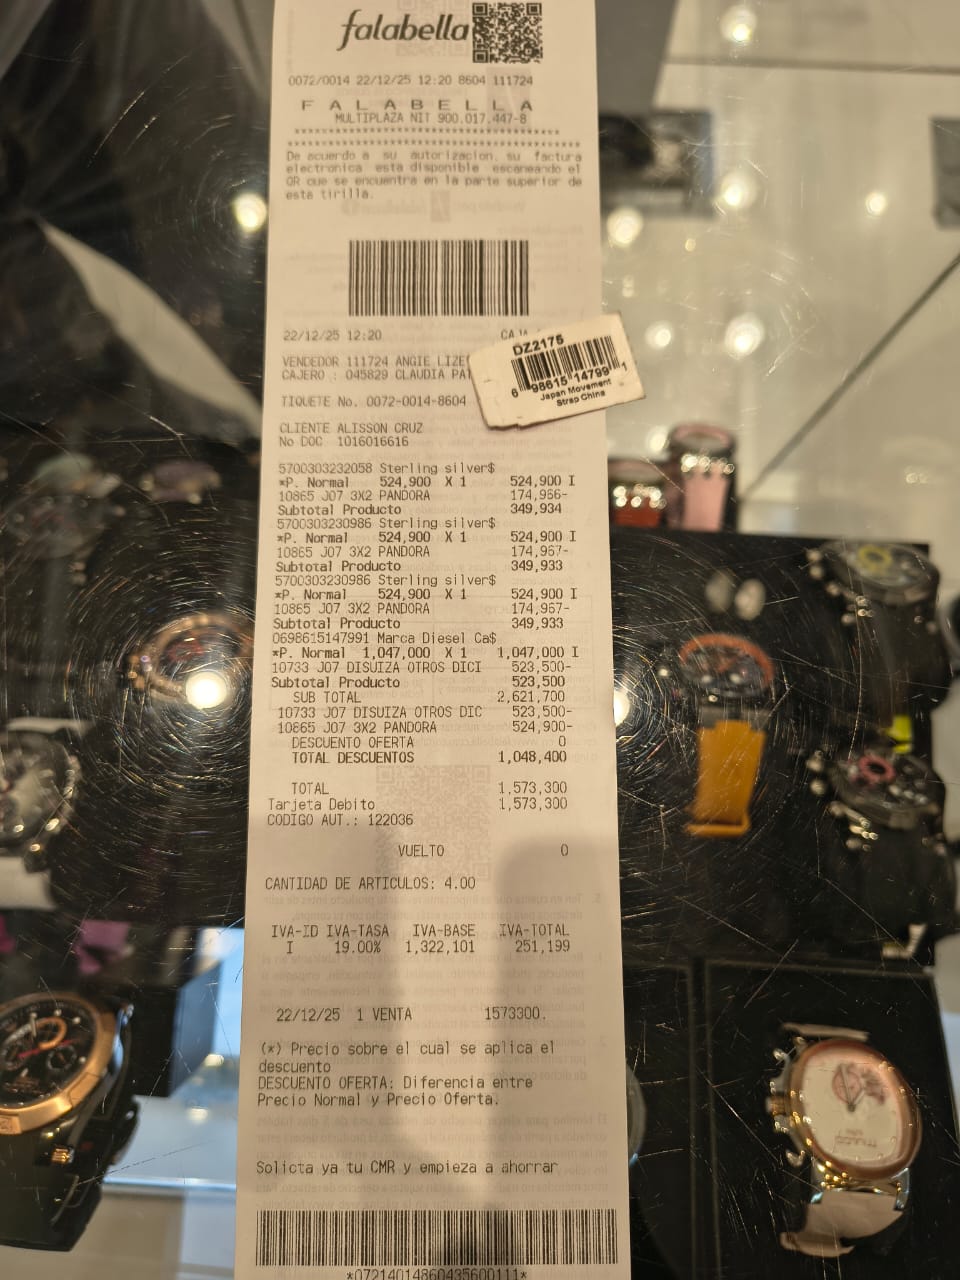 falabella
0072/0014 22/12/25 12:20 8604 111724
F A L A B E L L A
MULTIPLAZA NIT 900.017.447-8
************************************
************************************
De acuerdo a su autorizacion, su factura
electronica esta disponible escaneando el
QR que se encuentra en la parte superior de
esta tirilla.
22/12/25 12:20 CAJA
VENDEDOR 111724 ANGIE LIZE
CAJERO : 045829 CLAUDIA PAT
TIQUETE No. 0072-0014-8604
DZ2175
6 98615 14799 1
Japan Movement
Strap China
CLIENTE ALISSON CRUZ
No DOC 1016016616
5700303232058 Sterling silver$
*P. Normal 524,900 X 1 524,900 I
10865 J07 3X2 PANDORA 174,966-
Subtotal Producto 349,934
5700303230986 Sterling silver$
*P. Normal 524,900 X 1 524,900 I
10865 J07 3X2 PANDORA 174,967-
Subtotal Producto 349,933
5700303230986 Sterling silver$
*P. Normal 524,900 X 1 524,900 I
10865 J07 3X2 PANDORA 174,967-
Subtotal Producto 349,933
0698615147991 Marca Diesel Ca$
*P. Normal 1,047,000 X 1 1,047,000 I
10733 J07 DISUIZA OTROS DICI 523,500-
Subtotal Producto 523,500
SUB TOTAL 2,621,700
10733 J07 DISUIZA OTROS DIC 523,500-
10865 J07 3X2 PANDORA 524,900-
DESCUENTO OFERTA 0
TOTAL DESCUENTOS 1,048,400
TOTAL 1,573,300
Tarjeta Debito 1,573,300
CODIGO AUT.: 122036
VUELTO 0
CANTIDAD DE ARTICULOS: 4.00
IVA-ID IVA-TASA IVA-BASE IVA-TOTAL
I 19.00% 1,322,101 251,199
22/12/25 1 VENTA 1573300.
(*) Precio sobre el cual se aplica el
descuento
DESCUENTO OFERTA: Diferencia entre
Precio Normal y Precio Oferta.
Solicta ya tu CMR y empieza a ahorrar
*07214014860435600111*